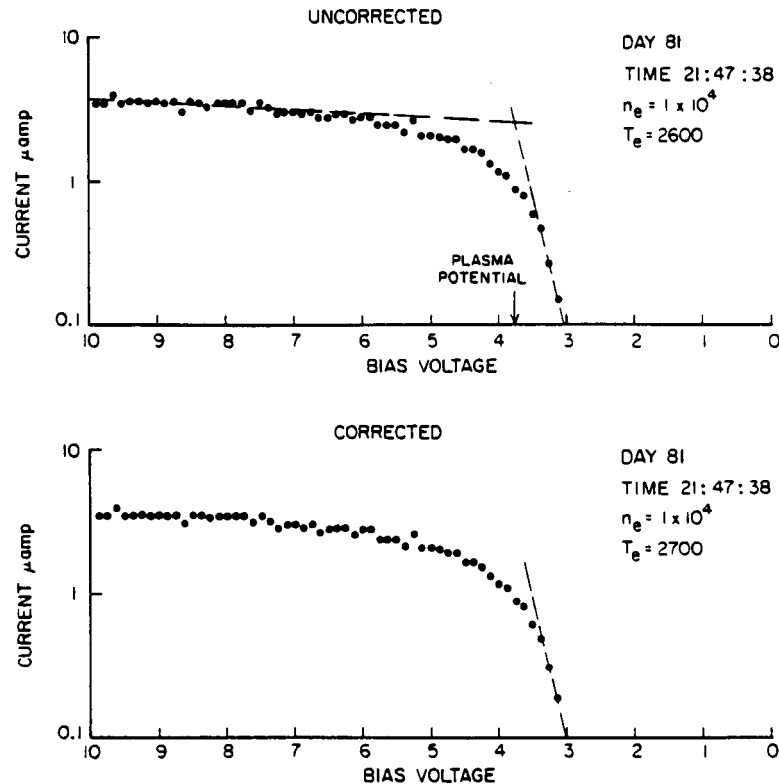 UNCORRECTED
10
1
0.1
CURRENT μamp
DAY 81
TIME 21:47:38
n_e = 1 x 10^4
T_e = 2600
PLASMA
POTENTIAL
10 9 8 7 6 5 4 3 2 1 0
BIAS VOLTAGE
CORRECTED
10
1
0.1
CURRENT μamp
DAY 81
TIME 21:47:38
n_e = 1 x 10^4
T_e = 2700
10 9 8 7 6 5 4 3 2 1 0
BIAS VOLTAGE